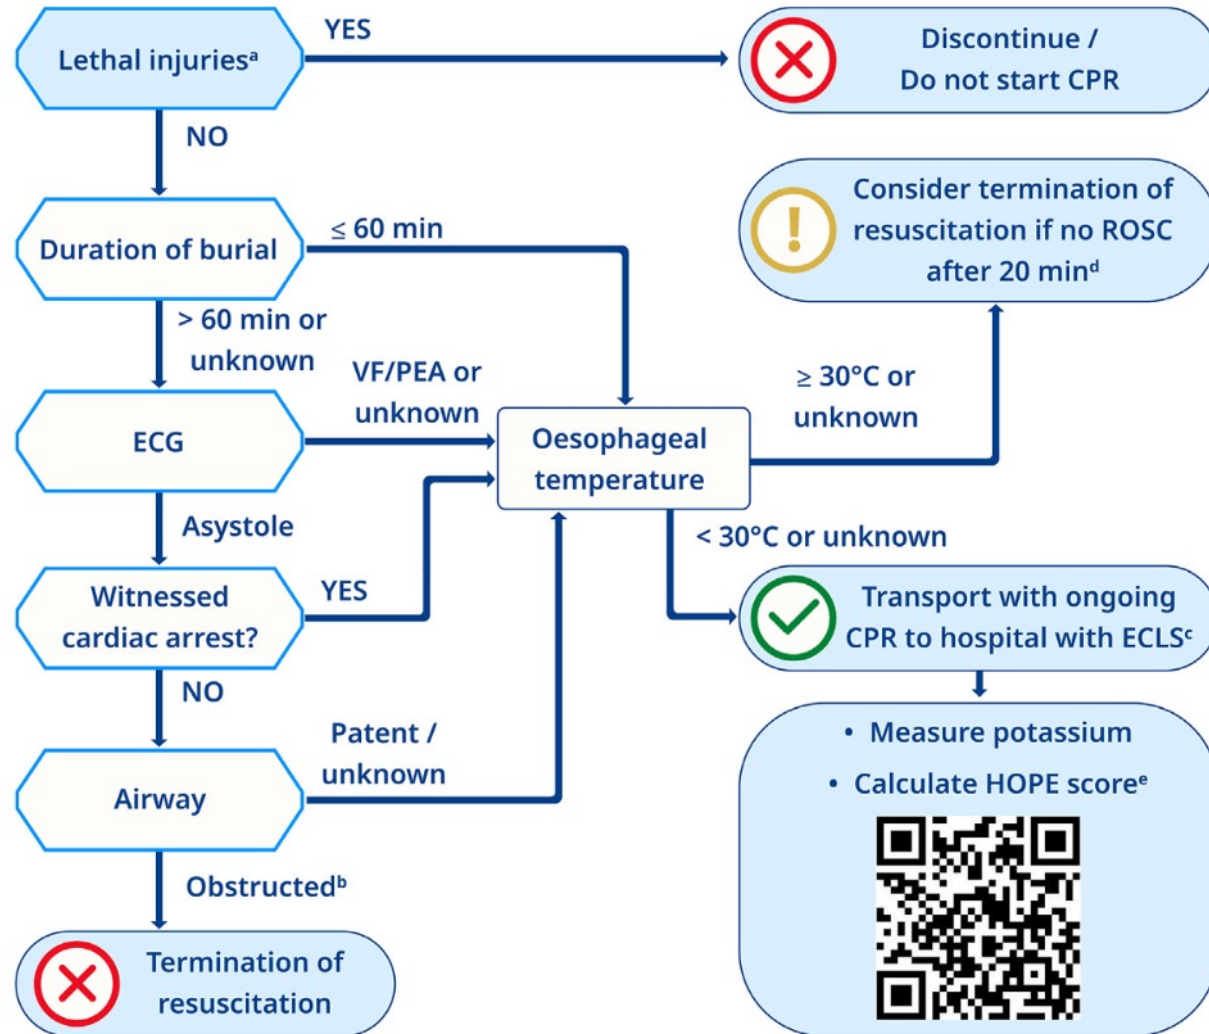 Lethal injuriesᵃ
YES
Discontinue /
Do not start CPR
NO
Duration of burial
≤ 60 min
Consider termination of
resuscitation if no ROSC
after 20 minᵈ
> 60 min or
unknown
ECG
VF/PEA or
unknown
Oesophageal
temperature
≥ 30°C or
unknown
Asystole
Witnessed
cardiac arrest?
YES
< 30°C or unknown
Transport with ongoing
CPR to hospital with ECLSᶜ
NO
Airway
Patent /
unknown
• Measure potassium
• Calculate HOPE scoreᵉ
Obstructedᵇ
Termination of
resuscitation